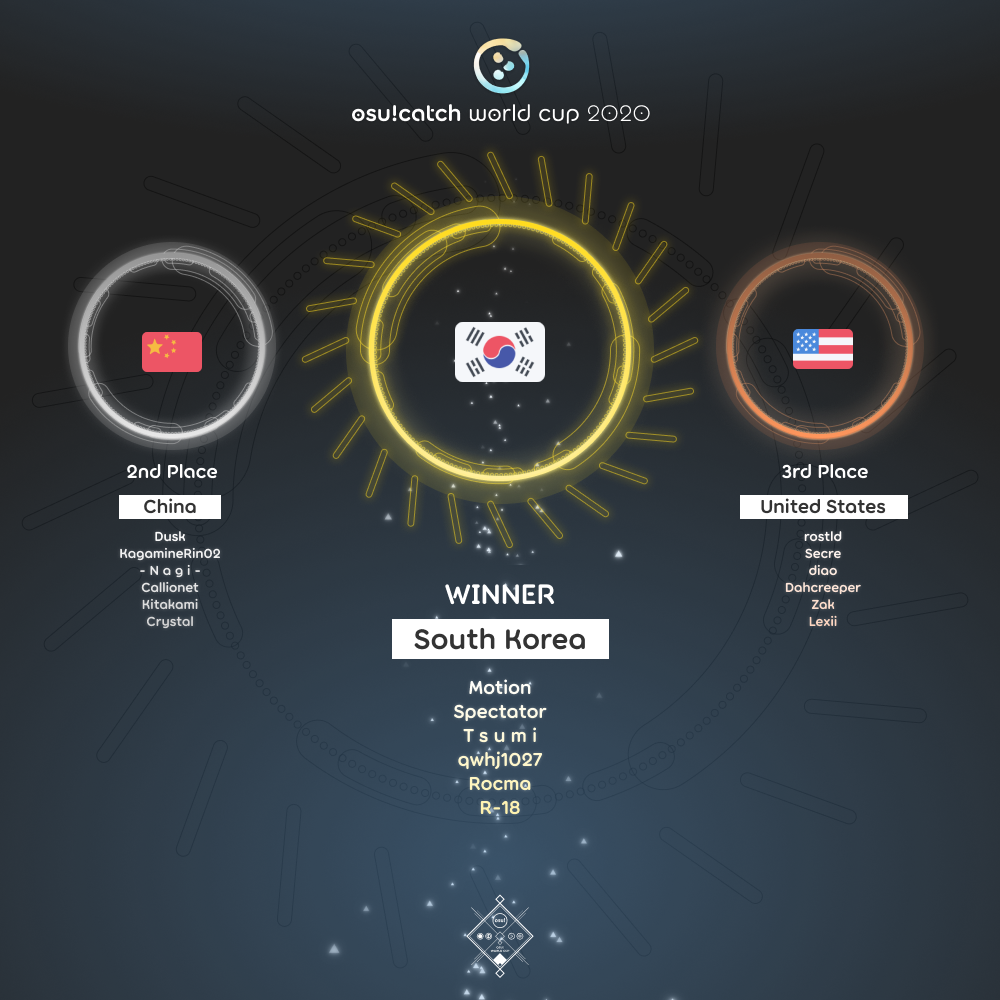 osu!catch world cup 2020
2nd Place
China
Dusk
KagamineRin02
- N a g i -
Callionet
Kitakami
Crystal
WINNER
South Korea
Motion
Spectator
T s u m i
qwhj1027
Rocma
R-18
3rd Place
United States
rostld
Secre
diao
Dahcreeper
Zak
Lexii
osu!